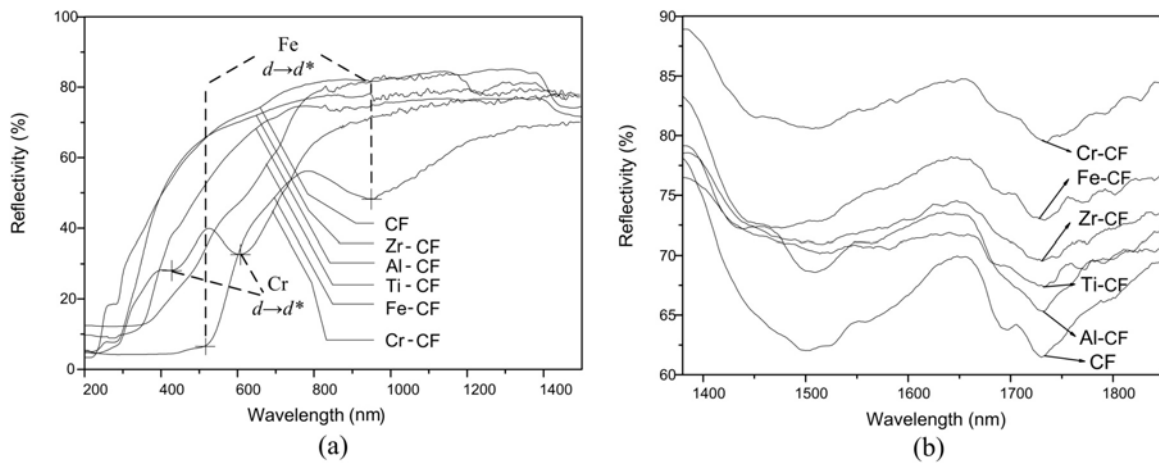 100
80
60
40
20
0
Reflectivity (%)
Fe
d→d*
Cr
d→d*
CF
Zr - CF
Al - CF
Ti - CF
Fe-CF
Cr-CF
200 400 600 800 1000 1200 1400
Wavelength (nm)
(a)
90
85
80
75
70
65
60
Reflectivity (%)
Cr-CF
Fe-CF
Zr-CF
Ti-CF
Al-CF
CF
1400 1500 1600 1700 1800
Wavelength (nm)
(b)